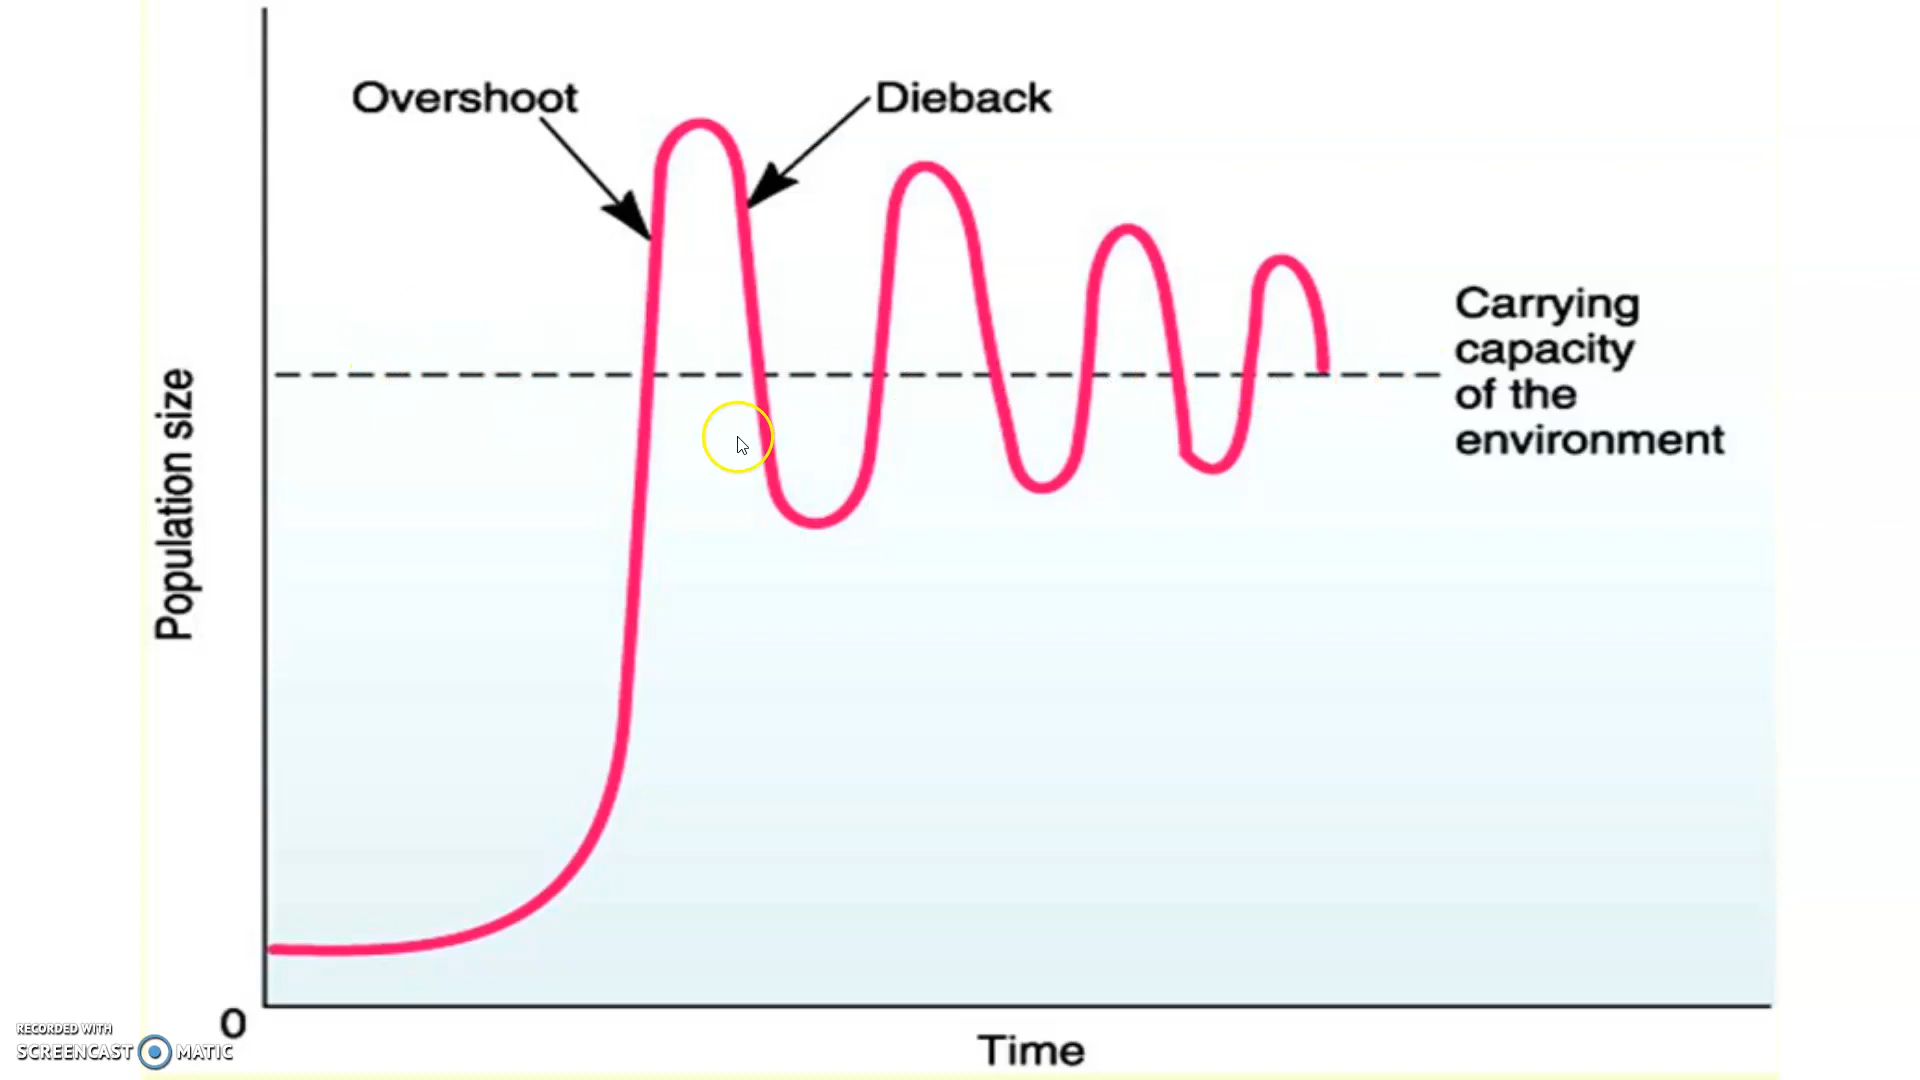 Overshoot
Dieback
Carrying
capacity
of the
environment
Population size
0
Time
RECORDED WITH
SCREENCAST MATIC